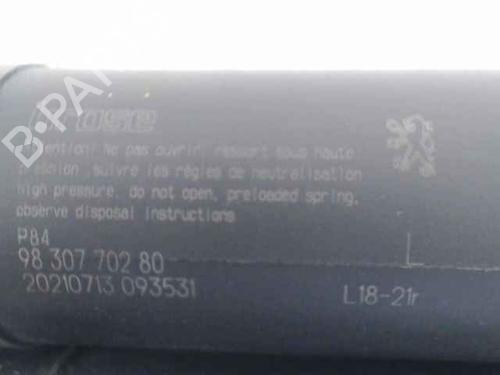 B-PARTS
Attention! Ne pas ouvrir, ressort sous haute
pression, suivre les règles de neutralisation
high pressure, do not open, preloaded spring,
observe disposal instructions
P84
98 307 702 80
20210713 093531
L
L18-21r